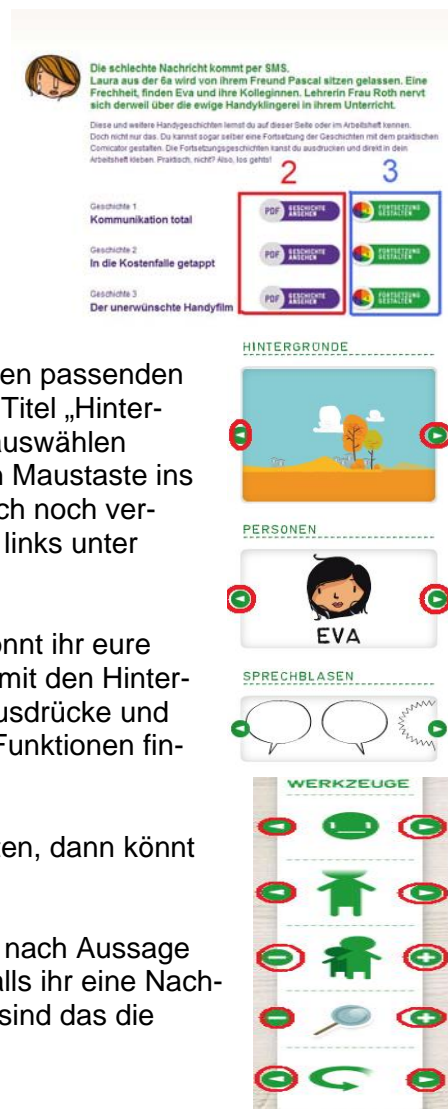 Die schlechte Nachricht kommt per SMS.
Laura aus der 6a wird von ihrem Freund Pascal sitzen gelassen. Eine
Frechheit, finden Eva und ihre Kolleginnen. Lehrerin Frau Roth nervt
sich derweil über die ewige Handyklingerei in ihrem Unterricht.
Diese und weitere Handygeschichten lernst du auf dieser Seite oder im Arbeitsheft kennen.
Doch nicht nur das. Du kannst sogar selber eine Fortsetzung der Geschichten mit dem praktischen
Comicator gestalten. Die Fortsetzungsgeschichten kanst du ausdrucken und direkt in dein
Arbeitsheft kleben. Praktisch, nicht? Also, los gehts!
2 3
Geschichte 1
Kommunikation total
PDF GESCHICHTE ANSEHEN
FORTSETZUNG GESTALTEN
Geschichte 2
In die Kostenfalle getappt
PDF GESCHICHTE ANSEHEN
FORTSETZUNG GESTALTEN
Geschichte 3
Der unerwünschte Handyfilm
PDF GESCHICHTE ANSEHEN
FORTSETZUNG GESTALTEN
en passenden
Titel „Hinter-
auswählen
n Maustaste ins
ch noch ver-
links unter
onnt ihr eure
mit den Hinter-
usdrücke und
Funktionen fin-
ten, dann könnt
nach Aussage
alls ihr eine Nach-
sind das die
HINTERGRÜNDE
PERSONEN
EVA
SPRECHBLASEN
WERKZEUGE